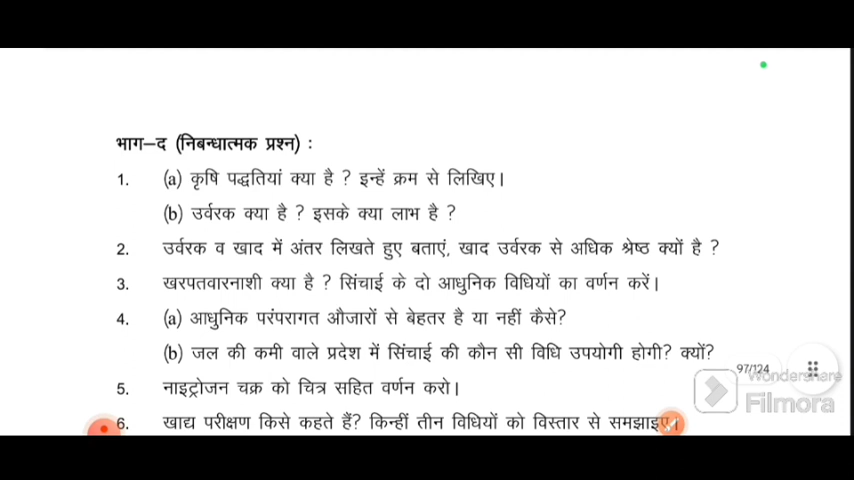 भाग–द (निबन्धात्मक प्रश्न) :
1. (a) कृषि पद्धतियां क्या है ? इन्हें क्रम से लिखिए।
(b) उर्वरक क्या है ? इसके क्या लाभ है ?
2. उर्वरक व खाद में अंतर लिखते हुए बताएं, खाद उर्वरक से अधिक श्रेष्ठ क्यों है ?
3. खरपतवारनाशी क्या है ? सिंचाई के दो आधुनिक विधियों का वर्णन करें।
4. (a) आधुनिक परंपरागत औजारों से बेहतर है या नहीं कैसे?
(b) जल की कमी वाले प्रदेश में सिंचाई की कौन सी विधि उपयोगी होगी? क्यों?
97/124
Wondershare
5. नाइट्रोजन चक्र को चित्र सहित वर्णन करो।
Filmora
6. खाद्य परीक्षण किसे कहते हैं? किन्हीं तीन विधियों को विस्तार से समझाइए।